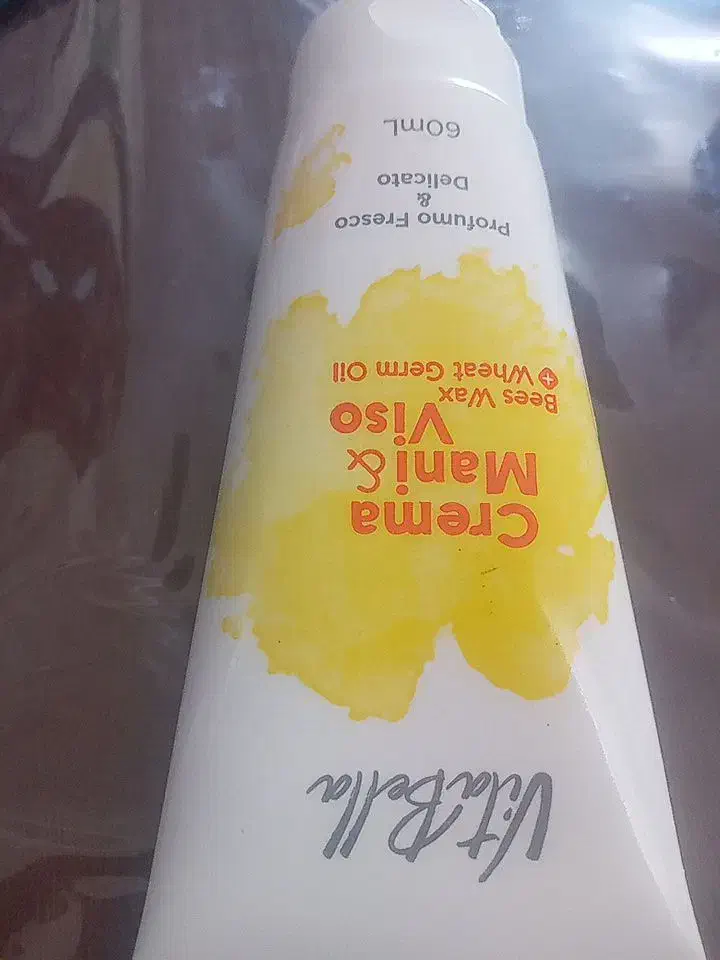 VitaBella
Crema
Mani &
Viso
Bees Wax
+ Wheat Germ Oil
Profumo Fresco
&
Delicato
60mL